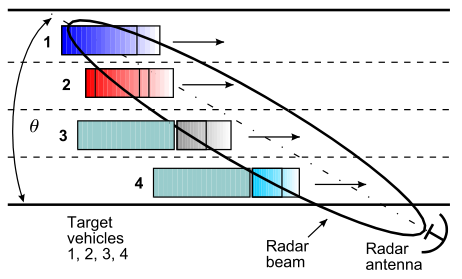 1
2
3
4
θ
Target
vehicles
1, 2, 3, 4
Radar
beam
Radar
antenna